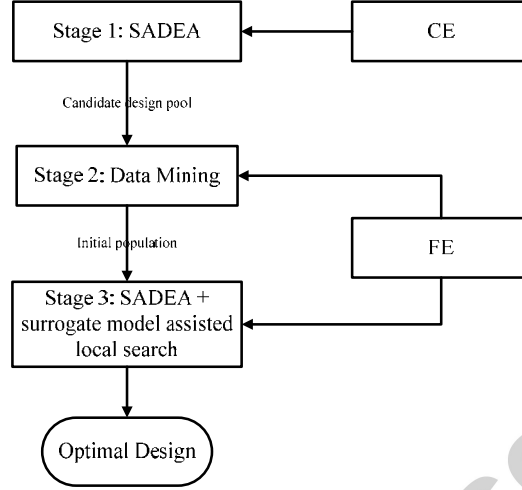 Stage 1: SADEA
CE
Candidate design pool
Stage 2: Data Mining
Initial population
FE
Stage 3: SADEA +
surrogate model assisted
local search
Optimal Design